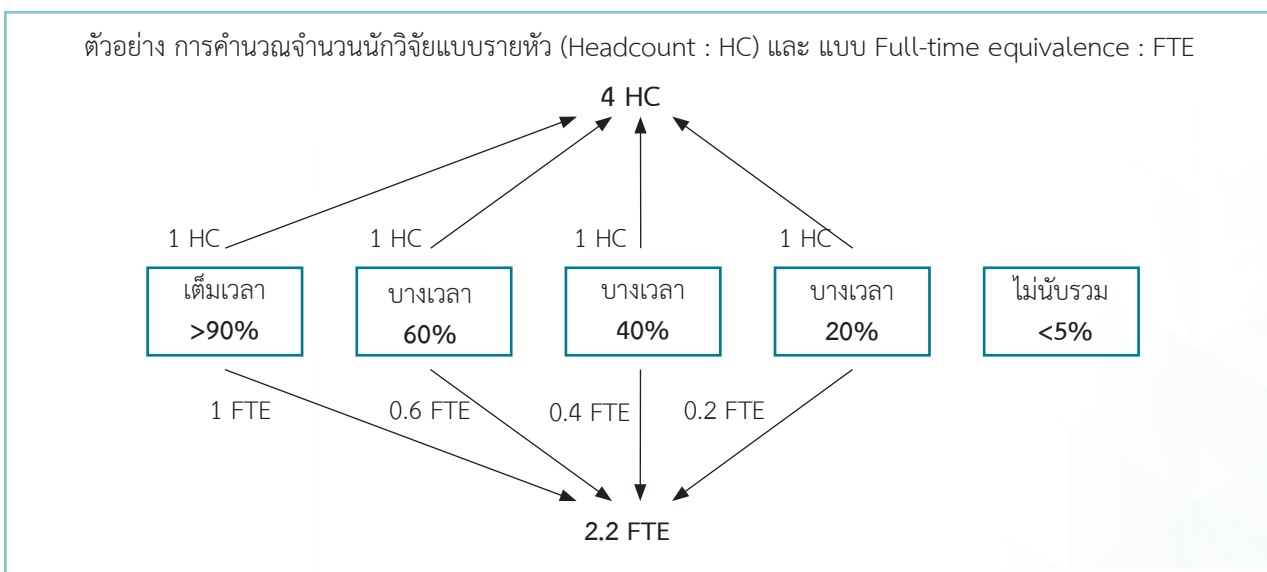 ตัวอย่าง การคำนวณจำนวนนักวิจัยแบบรายหัว (Headcount : HC) และ แบบ Full-time equivalence : FTE
4 HC
1 HC
1 HC
1 HC
1 HC
เต็มเวลา
>90%
บางเวลา
60%
บางเวลา
40%
บางเวลา
20%
ไม่นับรวม
<5%
1 FTE
0.6 FTE
0.4 FTE
0.2 FTE
2.2 FTE